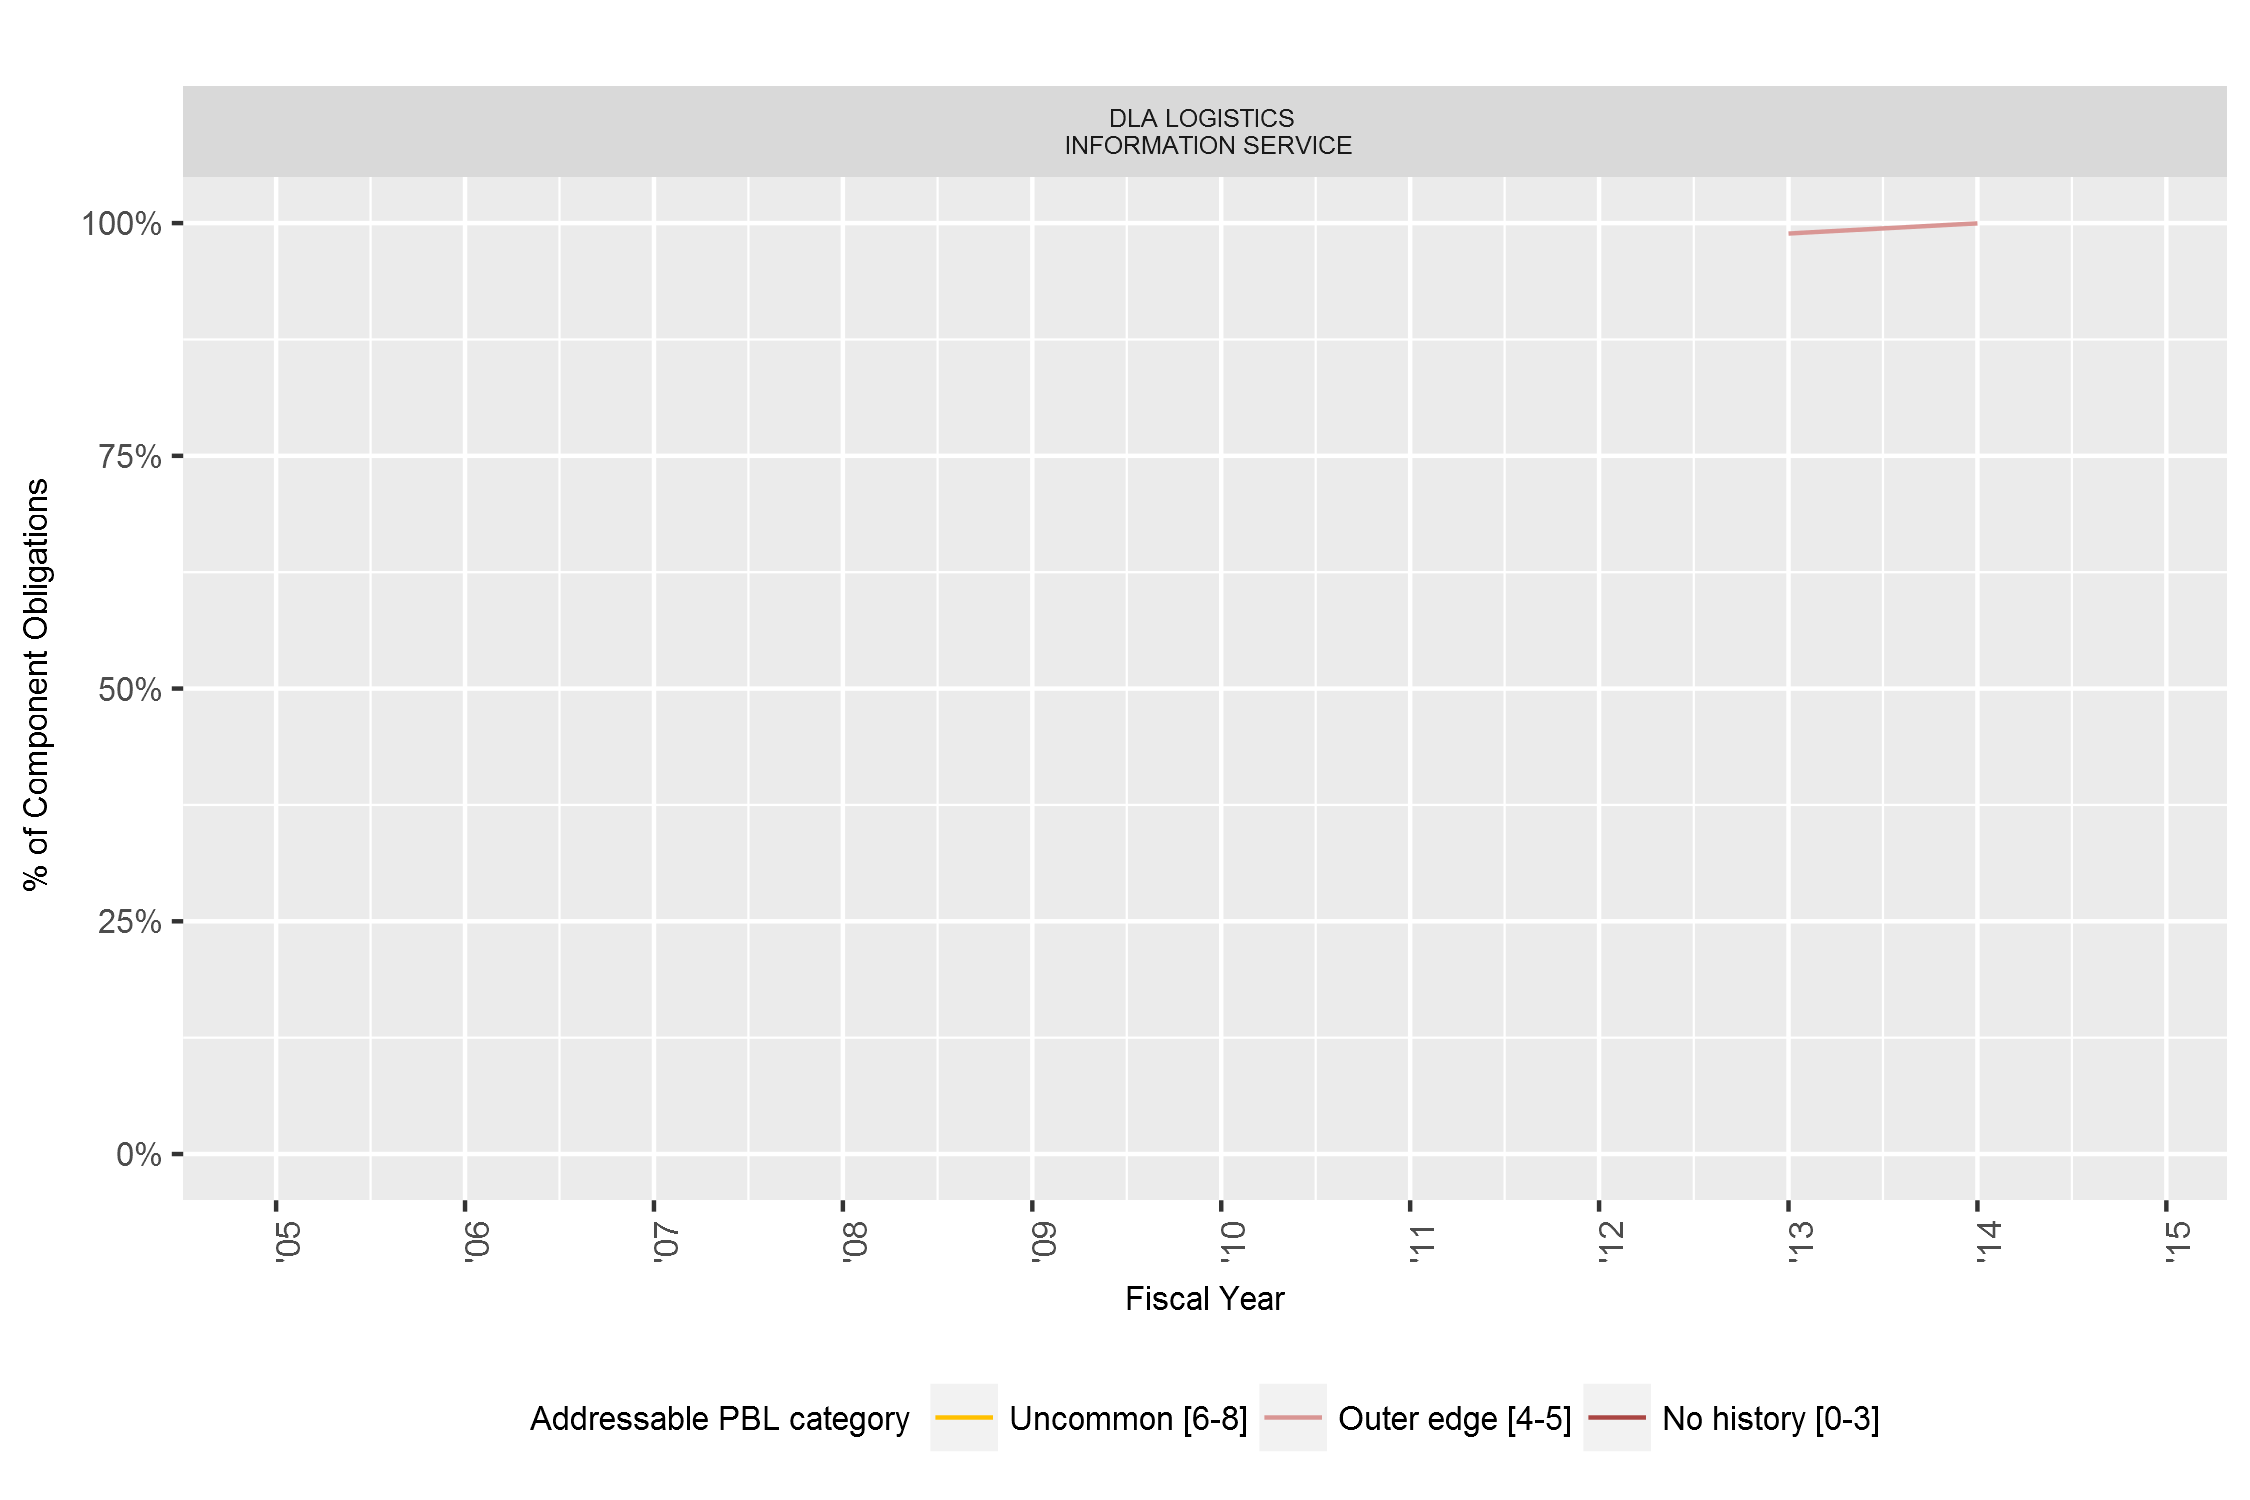 DLA LOGISTICS
INFORMATION SERVICE
100%
75%
50%
25%
0%
% of Component Obligations
'05
'06
'07
'08
'09
'10
'11
'12
'13
'14
'15
Fiscal Year
Addressable PBL category
Uncommon [6-8]
Outer edge [4-5]
No history [0-3]